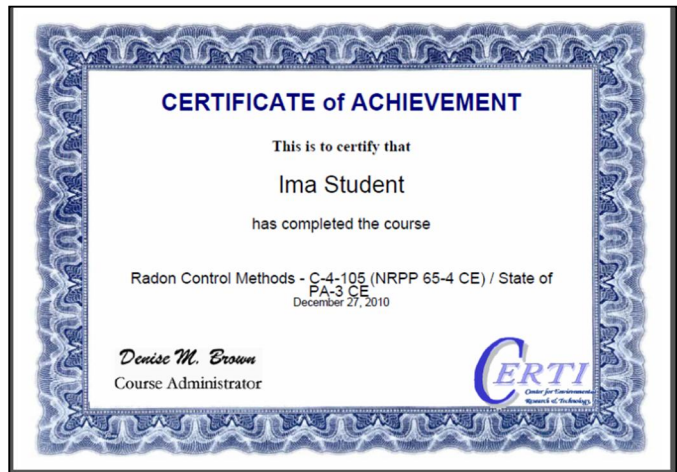 CERTIFICATE of ACHIEVEMENT
This is to certify that
Ima Student
has completed the course
Radon Control Methods - C-4-105 (NRPP 65-4 CE) / State of
PA-3 CE
December 27, 2010
Denise M. Brown
Course Administrator
CERTI
Center for Environmental
Research & Technology